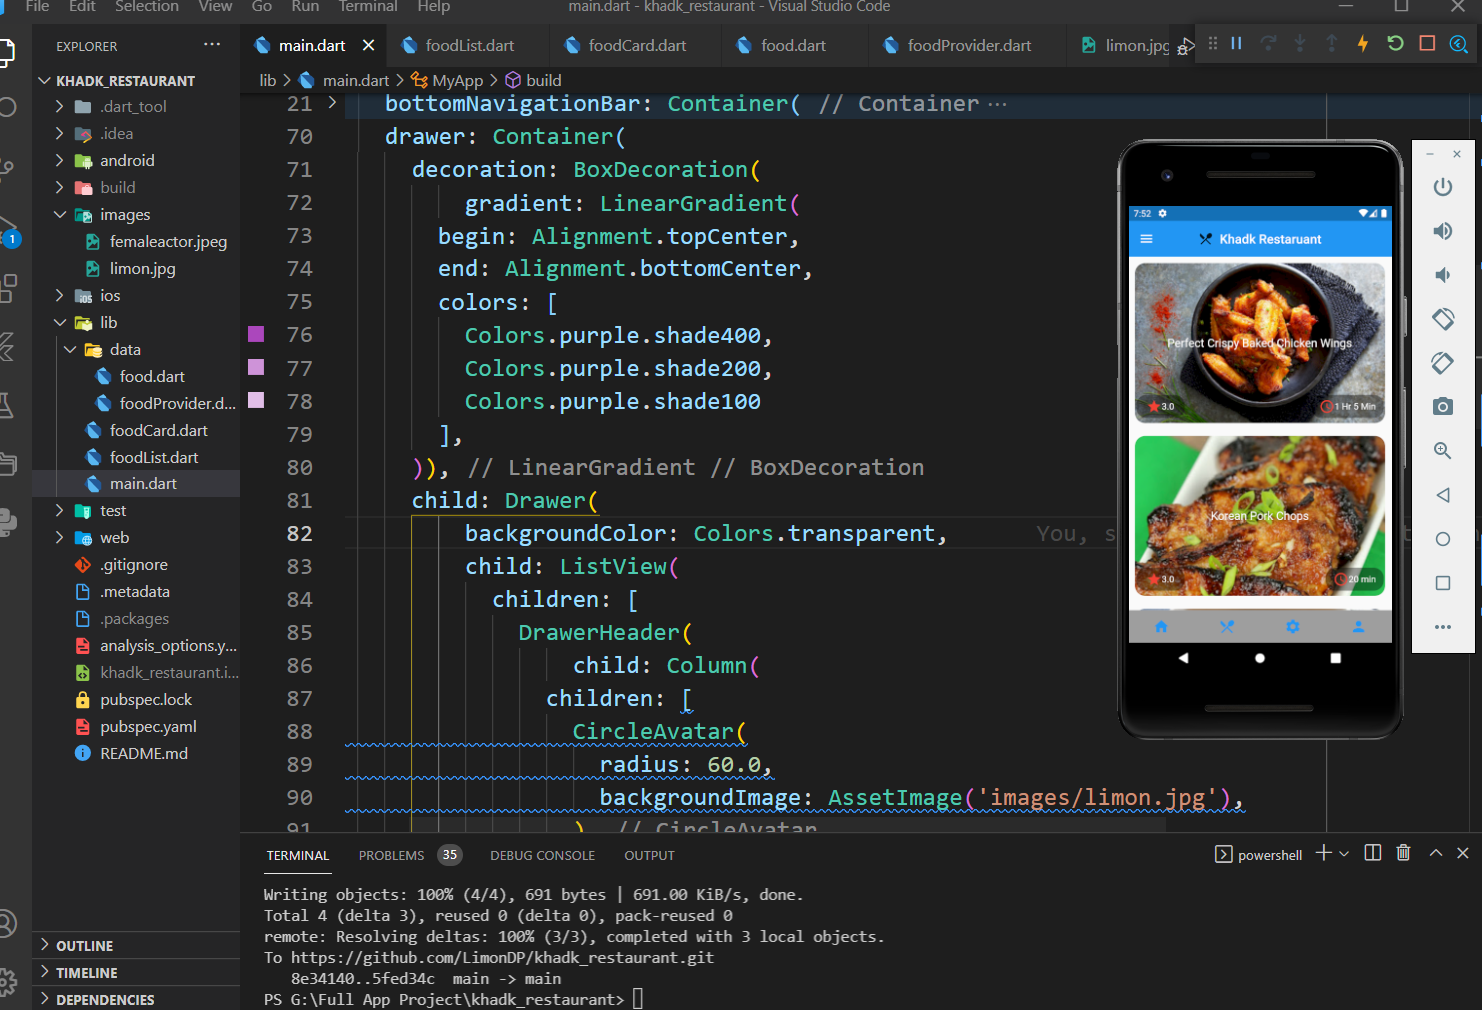 File Edit Selection View Go Run Terminal Help
main.dart - khadk_restaurant - Visual Studio Code
EXPLORER
KHADK_RESTAURANT
.dart_tool
.idea
android
build
images
femaleactor.jpeg
limon.jpg
ios
lib
data
food.dart
foodProvider.d...
foodCard.dart
foodList.dart
main.dart
test
web
.gitignore
.metadata
.packages
analysis_options.y...
khadk_restaurant.i...
pubspec.lock
pubspec.yaml
README.md
OUTLINE
TIMELINE
DEPENDENCIES
1
main.dart foodList.dart foodCard.dart food.dart foodProvider.dart limon.jpg
lib > main.dart > MyApp > build
21 bottomNavigationBar: Container( // Container ...
70 drawer: Container(
71 decoration: BoxDecoration(
72 gradient: LinearGradient(
73 begin: Alignment.topCenter,
74 end: Alignment.bottomCenter,
75 colors: [
76 Colors.purple.shade400,
77 Colors.purple.shade200,
78 Colors.purple.shade100
79 ],
80 )), // LinearGradient // BoxDecoration
81 child: Drawer(
82 backgroundColor: Colors.transparent, You, s
83 child: ListView(
84 children: [
85 DrawerHeader(
86 child: Column(
87 children: [
88 CircleAvatar(
89 radius: 60.0,
90 backgroundImage: AssetImage('images/limon.jpg'),
91 ) // CircleAvatar
7:52
Khadk Restaruant
Perfect Crispy Baked Chicken Wings
3.0 1 Hr 5 Min
Korean Pork Chops
3.0 20 min
TERMINAL PROBLEMS 35 DEBUG CONSOLE OUTPUT
powershell
Writing objects: 100% (4/4), 691 bytes | 691.00 KiB/s, done.
Total 4 (delta 3), reused 0 (delta 0), pack-reused 0
remote: Resolving deltas: 100% (3/3), completed with 3 local objects.
To https://github.com/LimonDP/khadk_restaurant.git
8e34140..5fed34c main -> main
PS G:\Full App Project\khadk_restaurant>